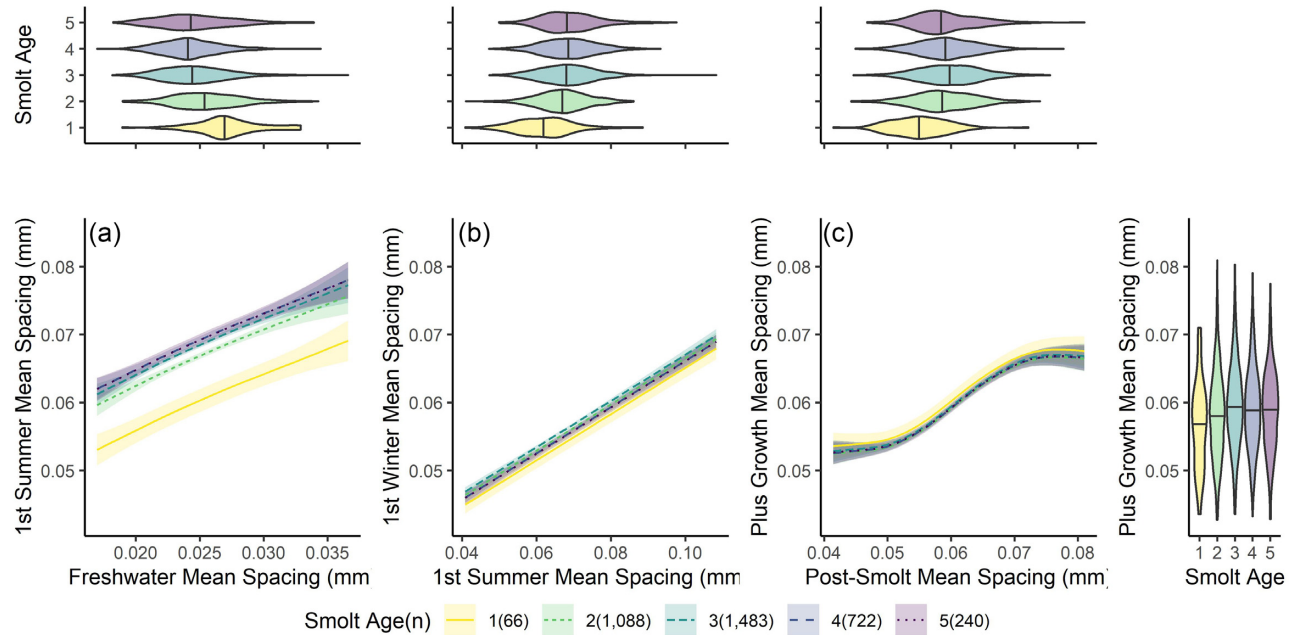 Smolt Age
5
4
3
2
1
(a)
1st Summer Mean Spacing (mm)
0.08
0.07
0.06
0.05
0.020 0.025 0.030 0.035
Freshwater Mean Spacing (mm
(b)
1st Winter Mean Spacing (mm)
0.08
0.07
0.06
0.05
0.04 0.06 0.08 0.10
1st Summer Mean Spacing (mm
(c)
Plus Growth Mean Spacing (mm)
0.08
0.07
0.06
0.05
0.04 0.05 0.06 0.07 0.08
Post-Smolt Mean Spacing (mm)
Plus Growth Mean Spacing (mm)
0.08
0.07
0.06
0.05
1 2 3 4 5
Smolt Age
Smolt Age(n) 1(66) 2(1,088) 3(1,483) 4(722) 5(240)